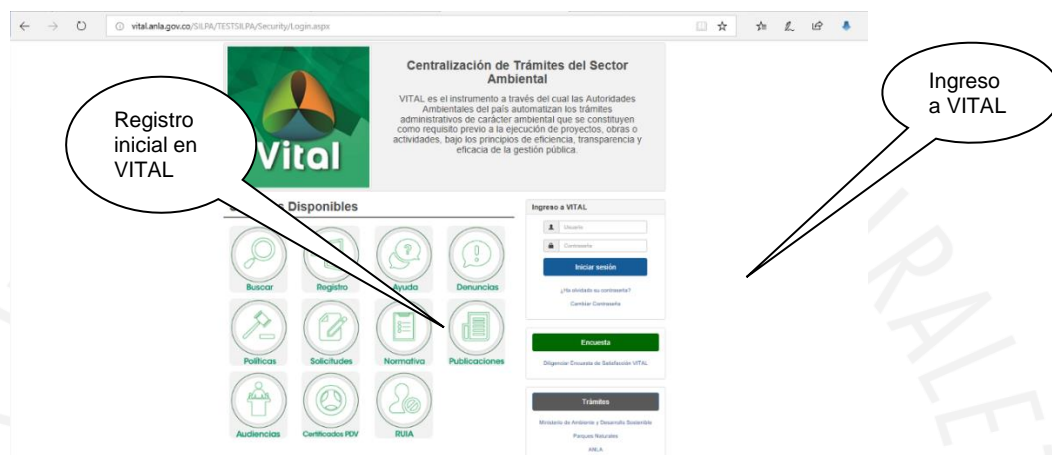 vital.anla.gov.co/SILPA/TESTSILPA/Security/Login.aspx
Centralización de Trámites del Sector
Ambiental
VITAL es el instrumento a través del cual las Autoridades
Ambientales del país automatizan los trámites
administrativos de carácter ambiental que se constituyen
como requisito previo a la ejecución de proyectos, obras o
actividades, bajo los principios de eficiencia, transparencia y
eficacia de la gestión pública.
Vital
Registro
inicial en
VITAL
Ingreso
a VITAL
Disponibles
Buscar
Registro
Ayuda
Denuncias
Políticas
Solicitudes
Normativa
Publicaciones
Audiencias
Certificados PDV
RUIA
Ingreso a VITAL
Usuario
Contraseña
Iniciar sesión
¿Ha olvidado su contraseña?
Cambiar Contraseña
Encuesta
Diligenciar Encuesta de Satisfacción VITAL
Trámites
Ministerio de Ambiente y Desarrollo Sostenible
Parques Naturales
ANLA